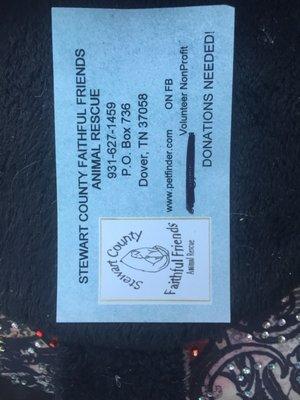 STEWART COUNTY FAITHFUL FRIENDS
ANIMAL RESCUE
931-627-1459
P.O. Box 736
Dover, TN 37058
www.petfinder.com ON FB
Volunteer NonProfit
DONATIONS NEEDED!
Stewart County
Faithful Friends
Animal Rescue